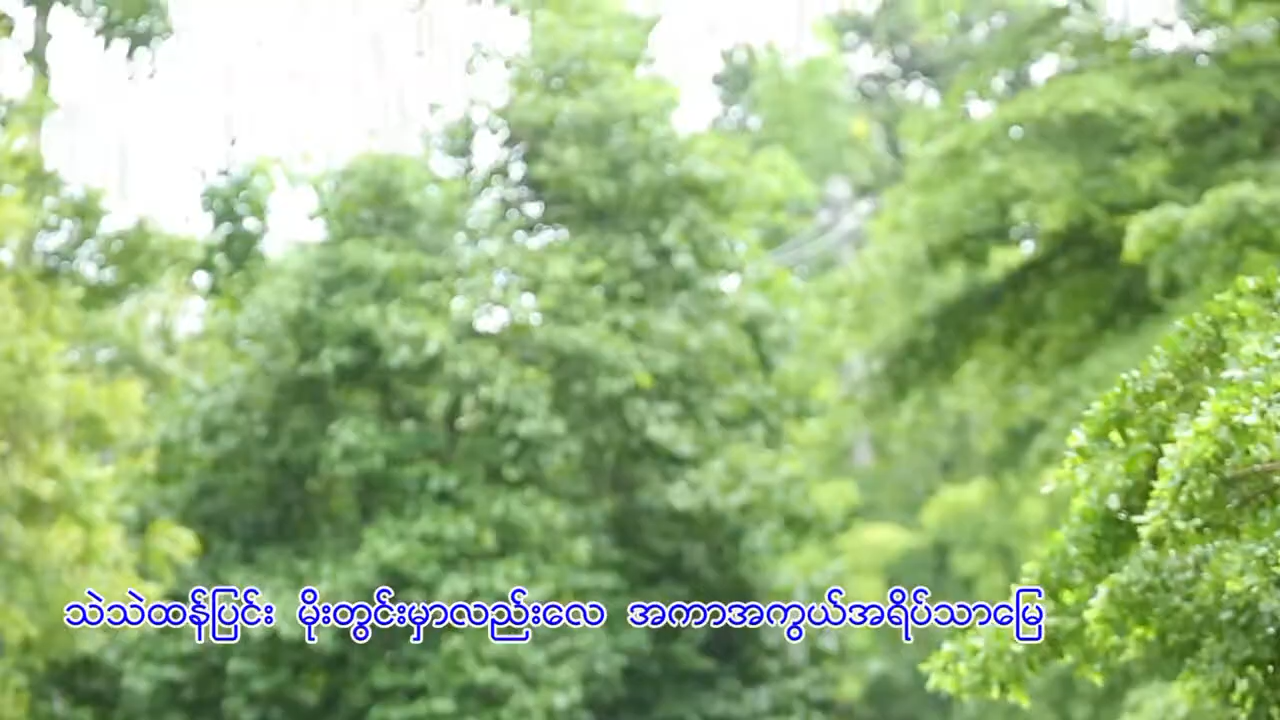 သဲသဲထန်ပြင်း မိုးတွင်းမှာလည်းလေ အကာအကွယ်အရိပ်သာမြေ